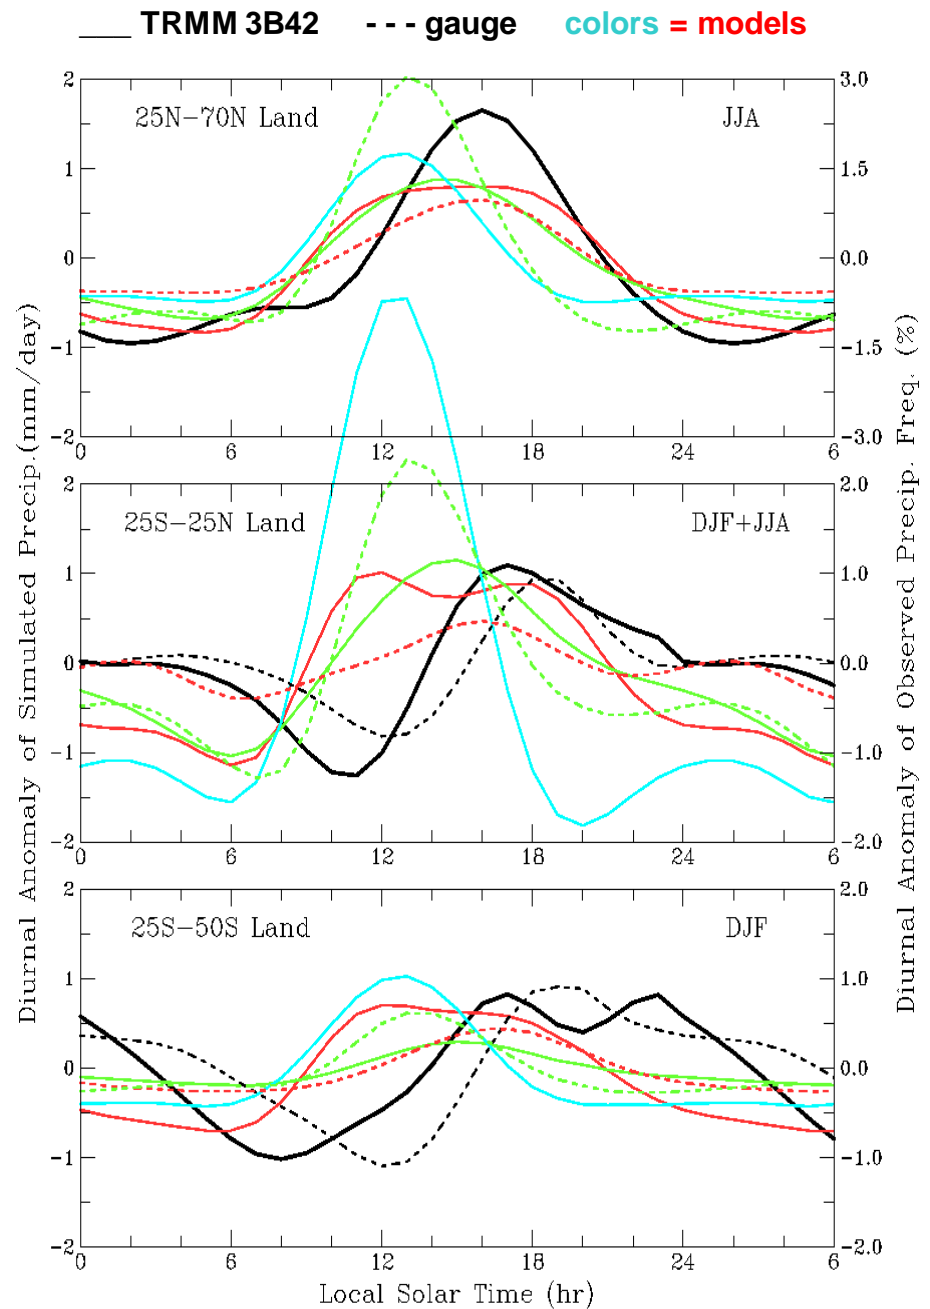 ___ TRMM 3B42 - - - gauge colors = models
2 3.0
25N−70N Land JJA
1 1.5
0 0.0
−1 −1.5
−2 −3.0
0 6 12 18 24 6
2 2.0
25S−25N Land DJF+JJA
1 1.0
0 0.0
−1 −1.0
−2 −2.0
0 6 12 18 24 6
2 2.0
25S−50S Land DJF
1 1.0
0 0.0
−1 −1.0
−2 −2.0
0 6 12 18 24 6
Local Solar Time (hr)
Diurnal Anomaly of Simulated Precip.(mm/day)
Diurnal Anomaly of Observed Precip. Freq. (%)